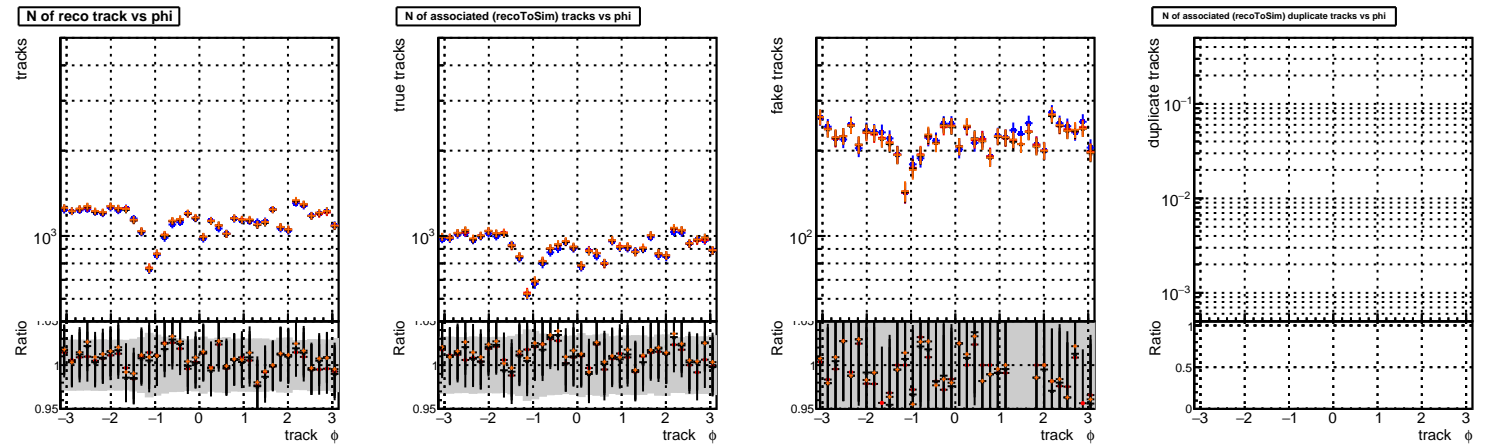 N of reco track vs phi
tracks
10³
Ratio
1.05
1
0.95
−3 −2 −1 0 1 2 3
track φ
N of associated (recoToSim) tracks vs phi
true tracks
10³
Ratio
1.05
1
0.95
−3 −2 −1 0 1 2 3
track φ
fake tracks
10²
Ratio
1.05
1
0.95
−3 −2 −1 0 1 2 3
track φ
N of associated (recoToSim) duplicate tracks vs phi
duplicate tracks
10⁻¹
10⁻²
10⁻³
Ratio
1
0.5
0
−3 −2 −1 0 1 2 3
track φ